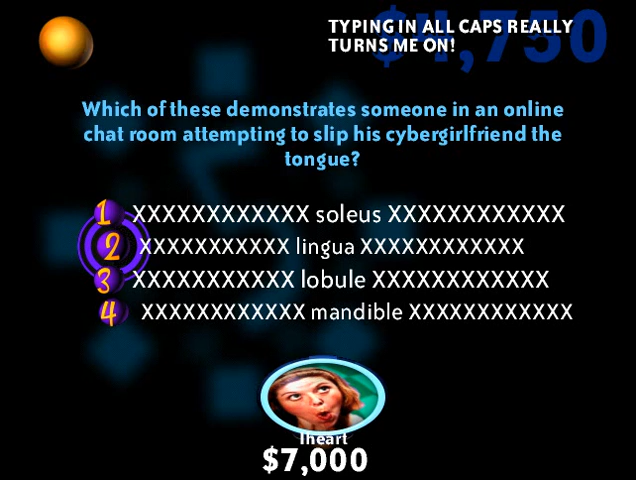 $4,750
TYPING IN ALL CAPS REALLY
TURNS ME ON!
Which of these demonstrates someone in an online
chat room attempting to slip his cybergirlfriend the
tongue?
1 XXXXXXXXXXXX soleus XXXXXXXXXXXX
2 XXXXXXXXXXX lingua XXXXXXXXXXXX
3 XXXXXXXXXXX lobule XXXXXXXXXXXX
4 XXXXXXXXXXXX mandible XXXXXXXXXXXX
Iheart
$7,000